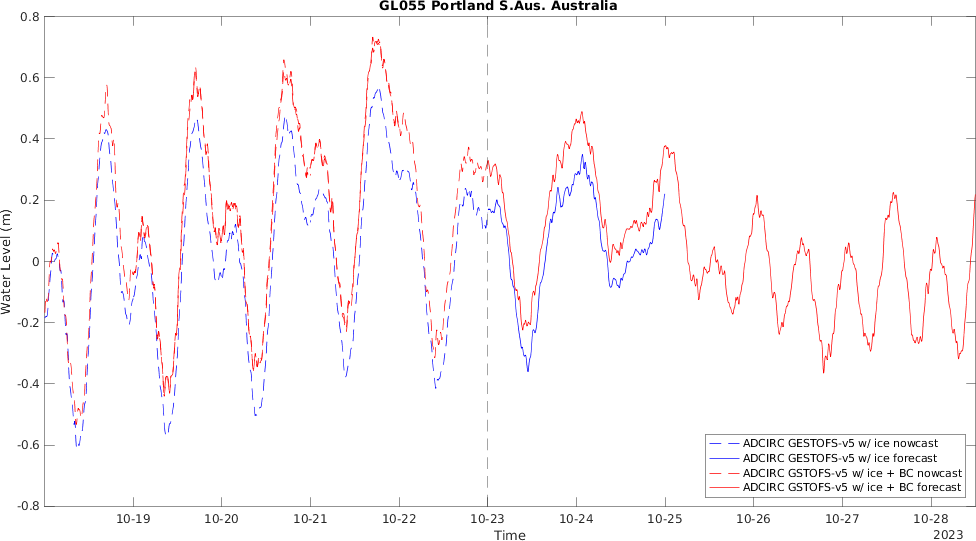 GL055 Portland S.Aus. Australia
0.8
0.6
0.4
0.2
0
-0.2
-0.4
-0.6
-0.8
Water Level (m)
10-19
10-20
10-21
10-22
10-23
10-24
10-25
10-26
10-27
10-28
Time
2023
ADCIRC GESTOFS-v5 w/ ice nowcast
ADCIRC GESTOFS-v5 w/ ice forecast
ADCIRC GSTOFS-v5 w/ ice + BC nowcast
ADCIRC GSTOFS-v5 w/ ice + BC forecast